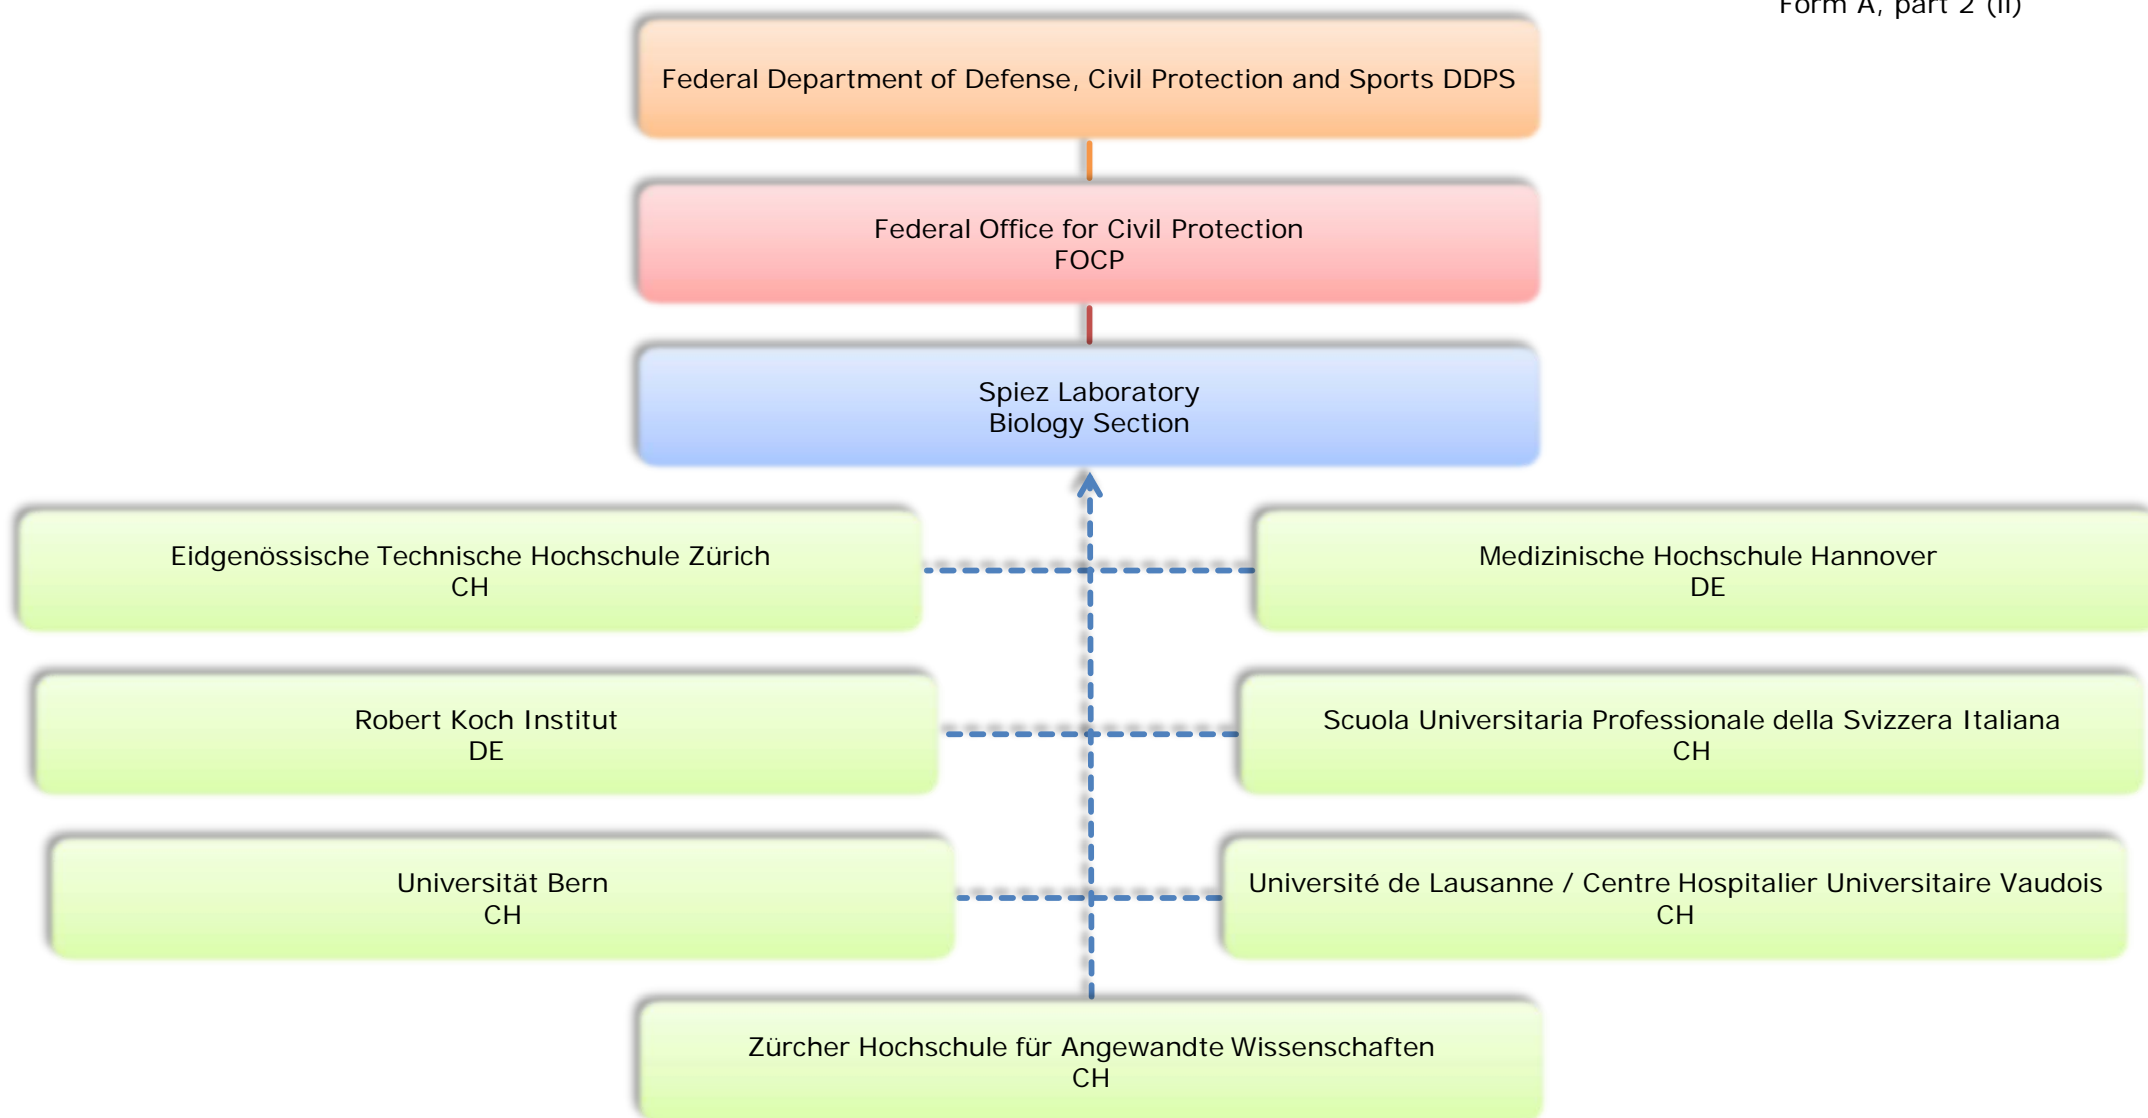 Form A, part 2 (ii)
Federal Department of Defense, Civil Protection and Sports DDPS
Federal Office for Civil Protection
FOCP
Spiez Laboratory
Biology Section
Eidgenössische Technische Hochschule Zürich
CH
Medizinische Hochschule Hannover
DE
Robert Koch Institut
DE
Scuola Universitaria Professionale della Svizzera Italiana
CH
Universität Bern
CH
Université de Lausanne / Centre Hospitalier Universitaire Vaudois
CH
Zürcher Hochschule für Angewandte Wissenschaften
CH